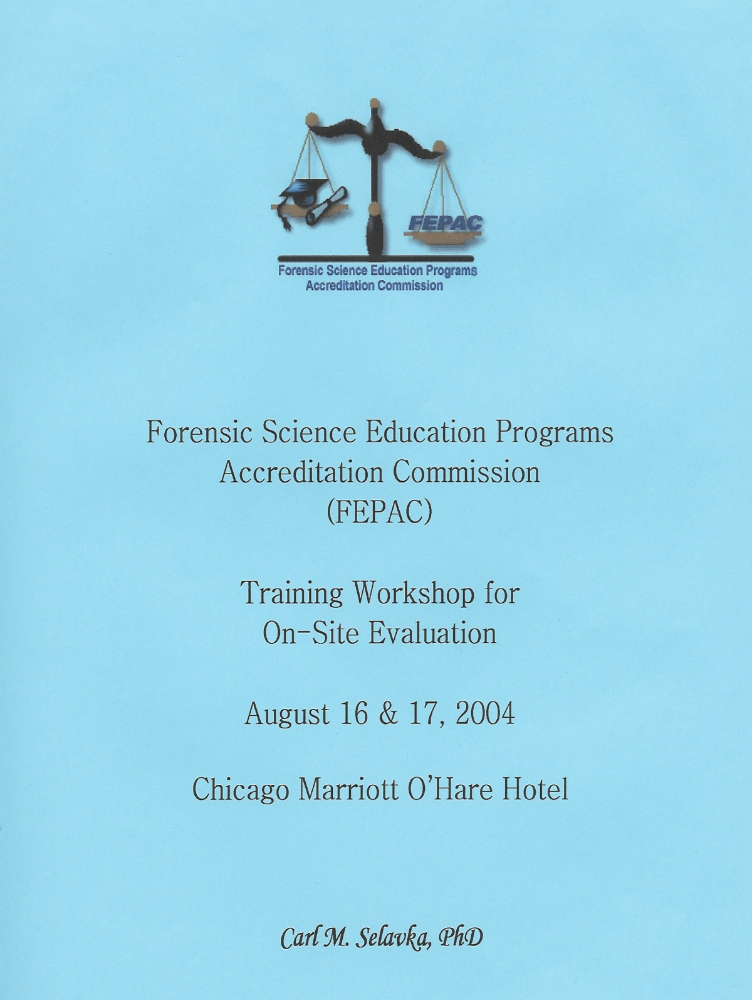 FEPAC
Forensic Science Education Programs
Accreditation Commission
Forensic Science Education Programs
Accreditation Commission
(FEPAC)
Training Workshop for
On-Site Evaluation
August 16 & 17, 2004
Chicago Marriott O'Hare Hotel
Carl M. Selavka, PhD